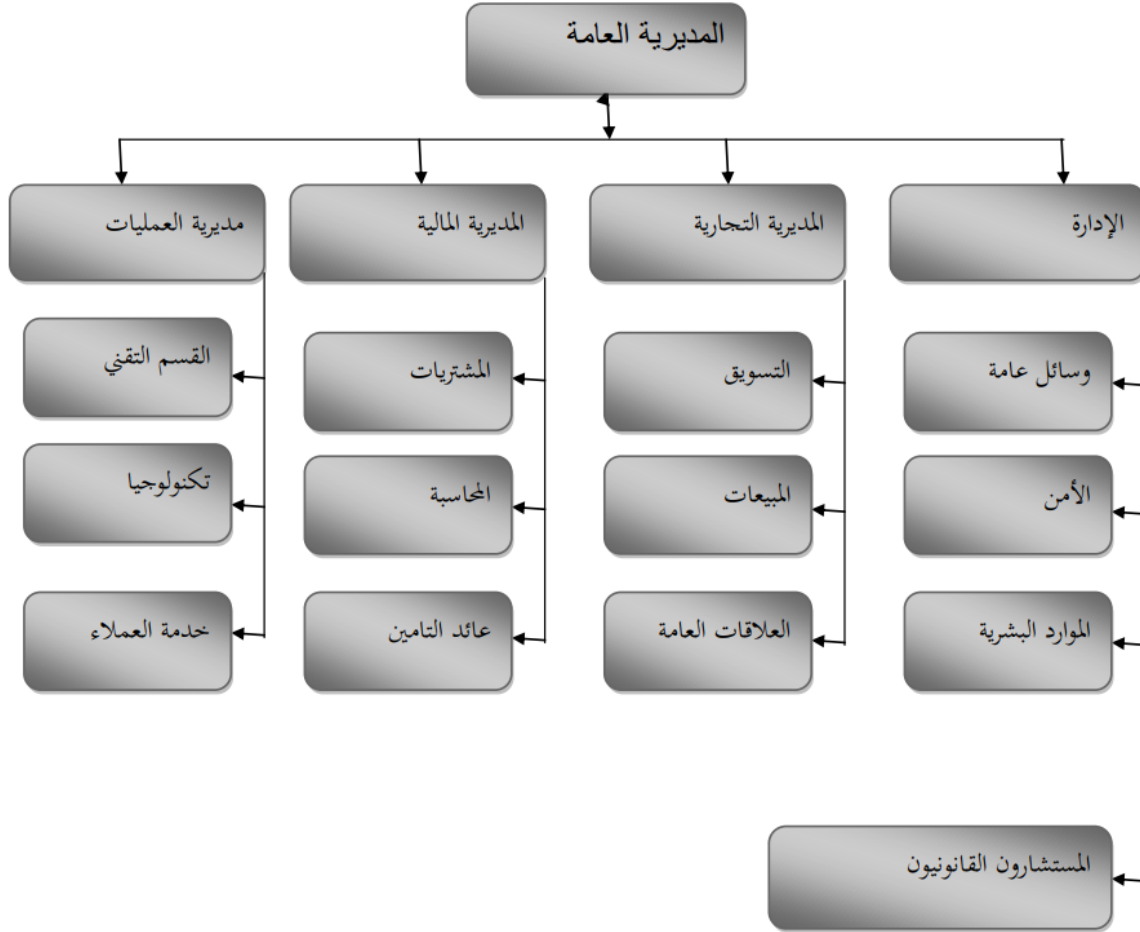 المديرية العامة
الإدارة
المديرية التجارية
المديرية المالية
مديرية العمليات
وسائل عامة
التسويق
المشتريات
القسم التقني
الأمن
المبيعات
المحاسبة
تكنولوجيا
الموارد البشرية
العلاقات العامة
عائد التامين
خدمة العملاء
المستشارون القانونيون